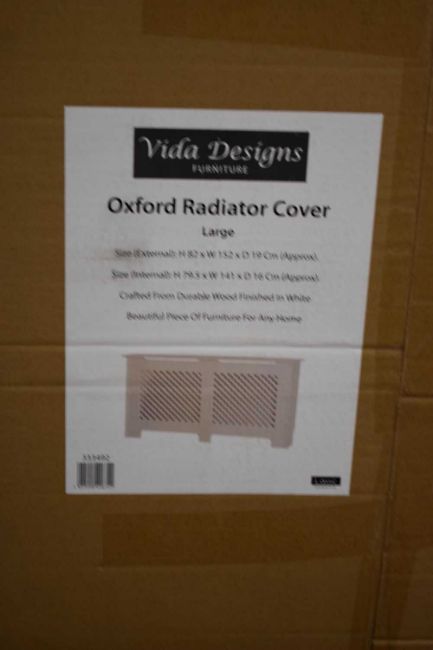 Vida Designs
FURNITURE
Oxford Radiator Cover
Large
Size (External): H 82 x W 152 x D 19 Cm (Approx).
Size (Internal): H 79.5 x W 141 x D 16 Cm (Approx).
Crafted From Durable Wood Finished In White
Beautiful Piece Of Furniture For Any Home